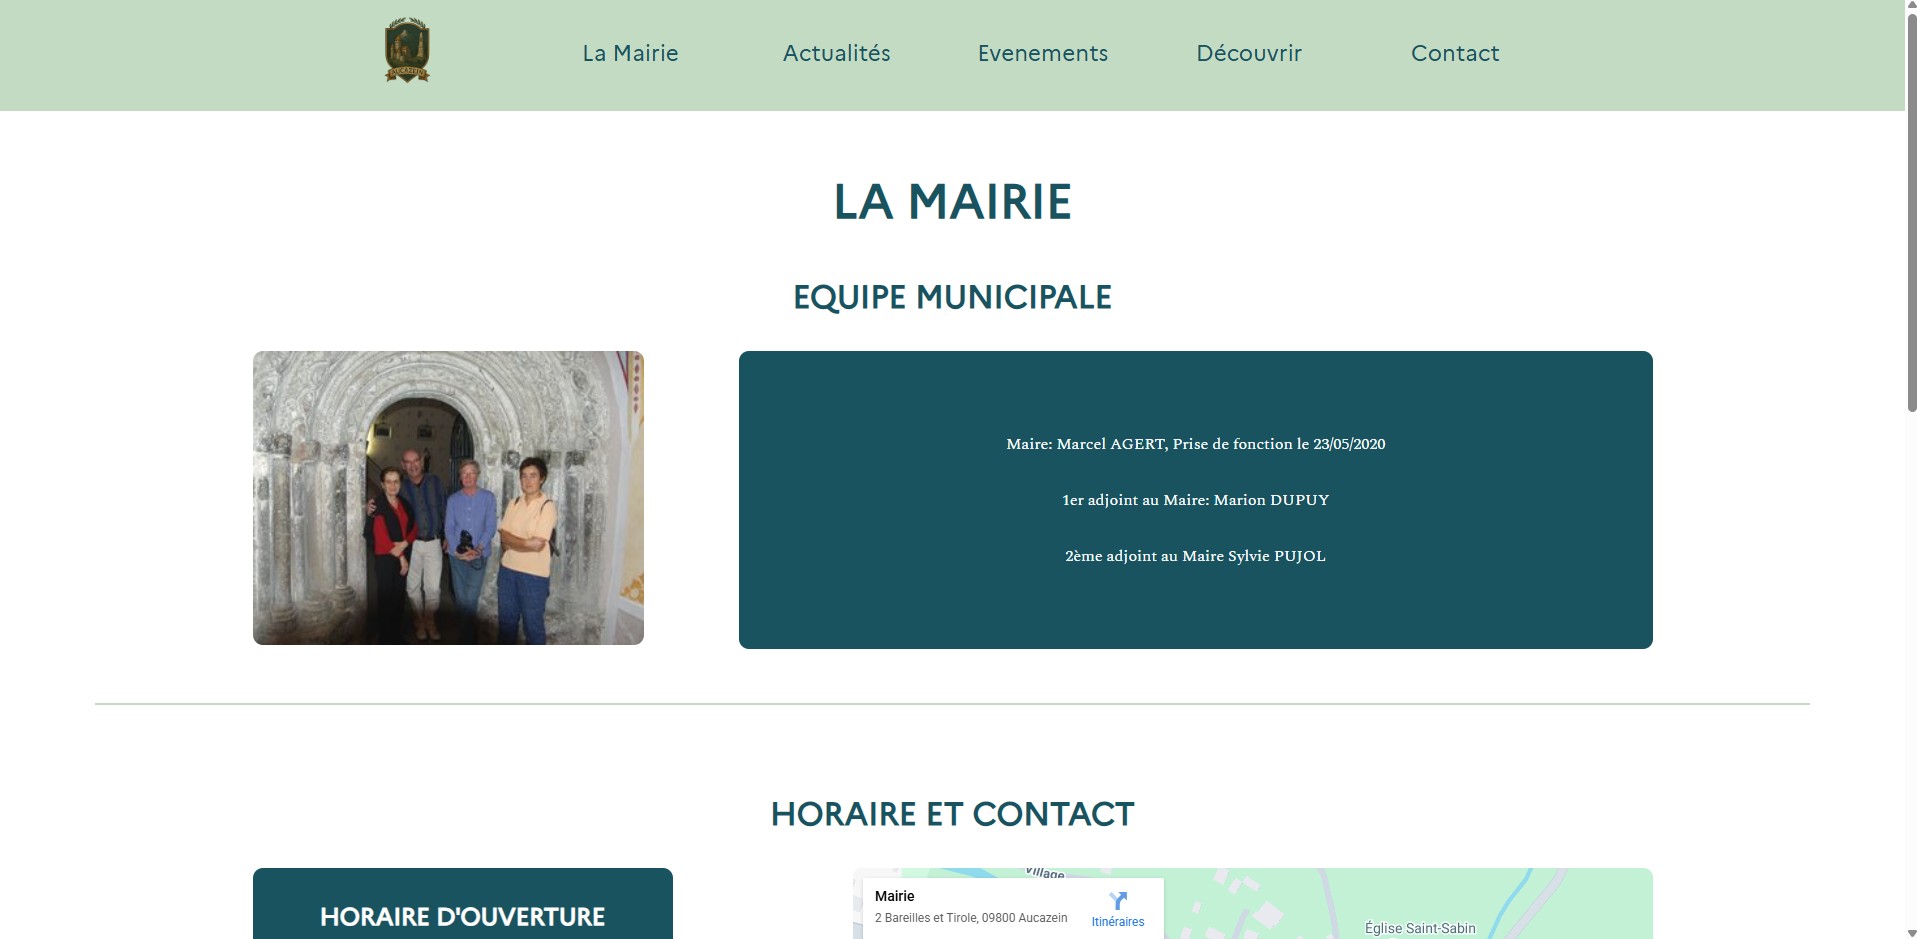 AUCAZEIN
La Mairie
Actualités
Evenements
Découvrir
Contact
LA MAIRIE
EQUIPE MUNICIPALE
Maire: Marcel AGERT, Prise de fonction le 23/05/2020
1er adjoint au Maire: Marion DUPUY
2ème adjoint au Maire Sylvie PUJOL
HORAIRE ET CONTACT
HORAIRE D'OUVERTURE
Village
Mairie
2 Bareilles et Tirole, 09800 Aucazein
Itinéraires
Église Saint-Sabin